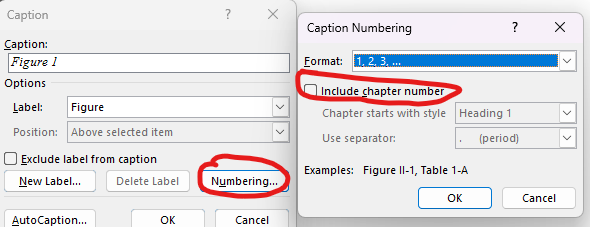 Caption
?
Caption:
Figure 1
Options
Label:
Figure
Position:
Above selected item
Exclude label from caption
New Label...
Delete Label
Numbering...
AutoCaption...
OK
Cancel
Caption Numbering
?
Format:
1, 2, 3, ...
Include chapter number
Chapter starts with style
Heading 1
Use separator:
. (period)
Examples: Figure II-1, Table 1-A
OK
Cancel